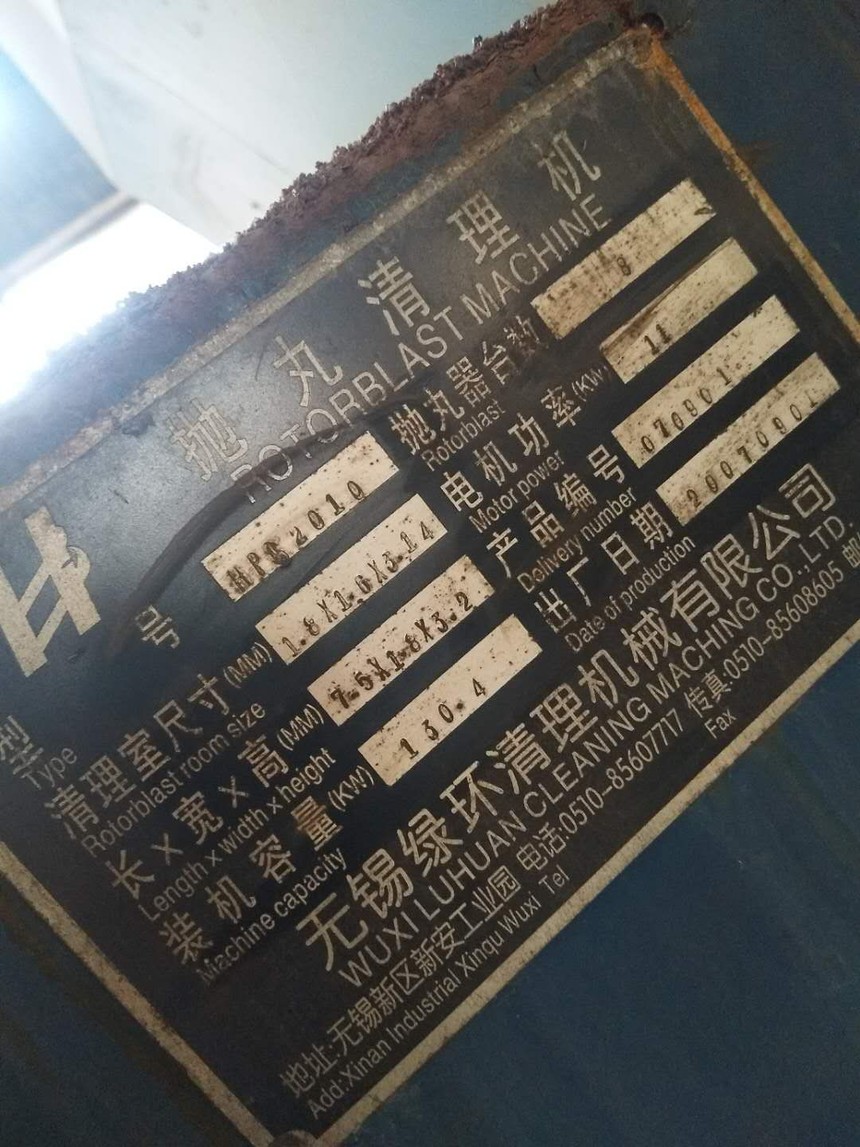 抛丸清理机
ROTORBLAST MACHINE
型号 HPG2010
Type
抛丸器台数 8
Rotorblast
清理室尺寸(MM) 1.8X1.6X3.14
Rotorblast room size
电机功率(KW) 11
Motor power
长×宽×高(MM) 7.5X1.8X3.2
Length x width x height
产品编号 070901
Delivery number
装机容量(KW) 130.4
Machine capacity
出厂日期 20070901
Date of production
无锡绿环清理机械有限公司
WUXI LUHUAN CLEANING MACHING CO.,LTD.
地址:无锡新区新安工业园 电话:0510-85607717 传真:0510-85608605
Add:Xinan Industrial Xinqu Wuxi Tel Fax